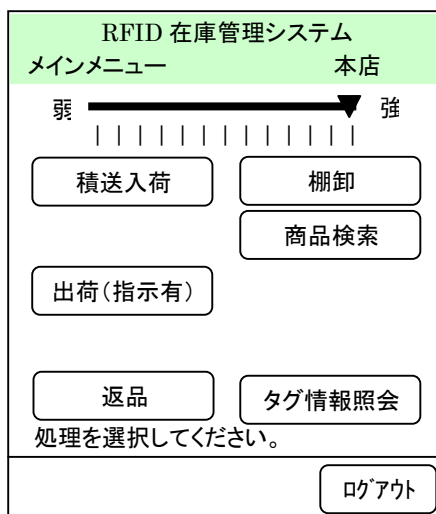 RFID 在庫管理システム
メインメニュー 本店
弱 強
積送入荷 棚卸
商品検索
出荷(指示有)
返品 タグ情報照会
処理を選択してください。
ﾛｸﾞｱｳﾄ